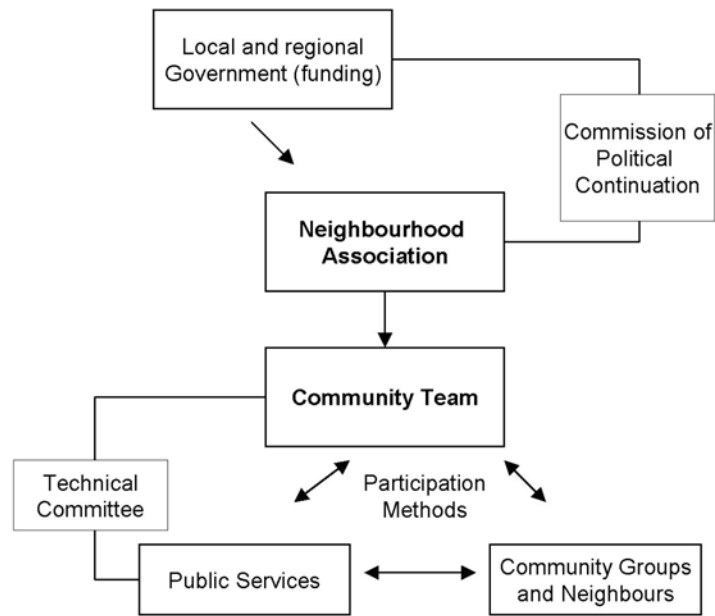 Local and regional
Government (funding)
Commission of
Political
Continuation
Neighbourhood
Association
Community Team
Technical
Committee
Participation
Methods
Public Services
Community Groups
and Neighbours